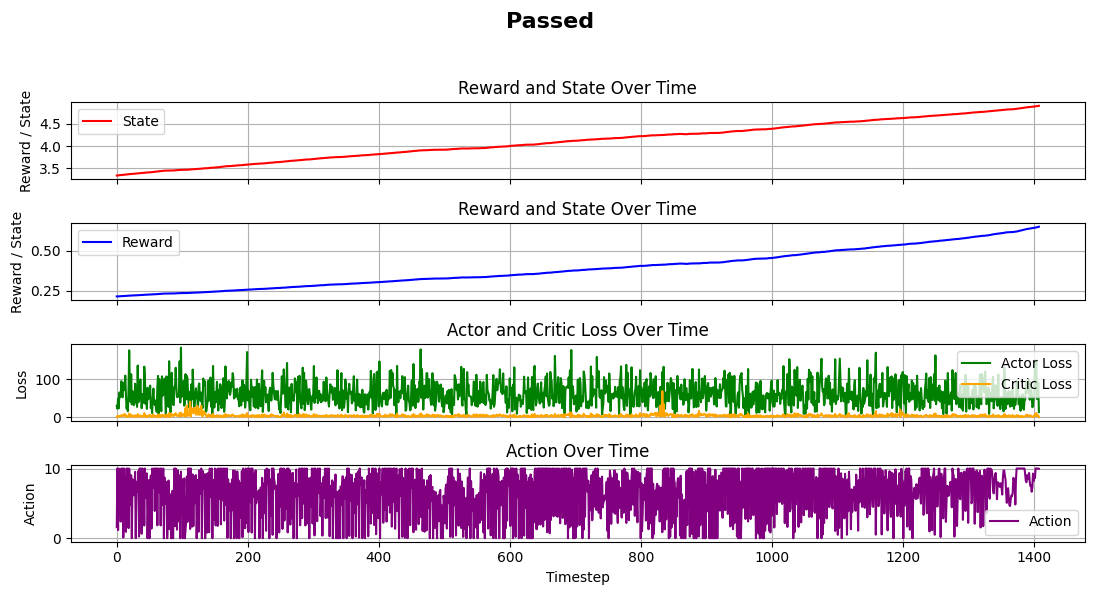 Passed
Reward and State Over Time
Reward / State
4.5
4.0
3.5
State
Reward and State Over Time
Reward / State
0.50
0.25
Reward
Actor and Critic Loss Over Time
Loss
100
0
Actor Loss
Critic Loss
Action Over Time
Action
10
0
Action
0 200 400 600 800 1000 1200 1400
Timestep